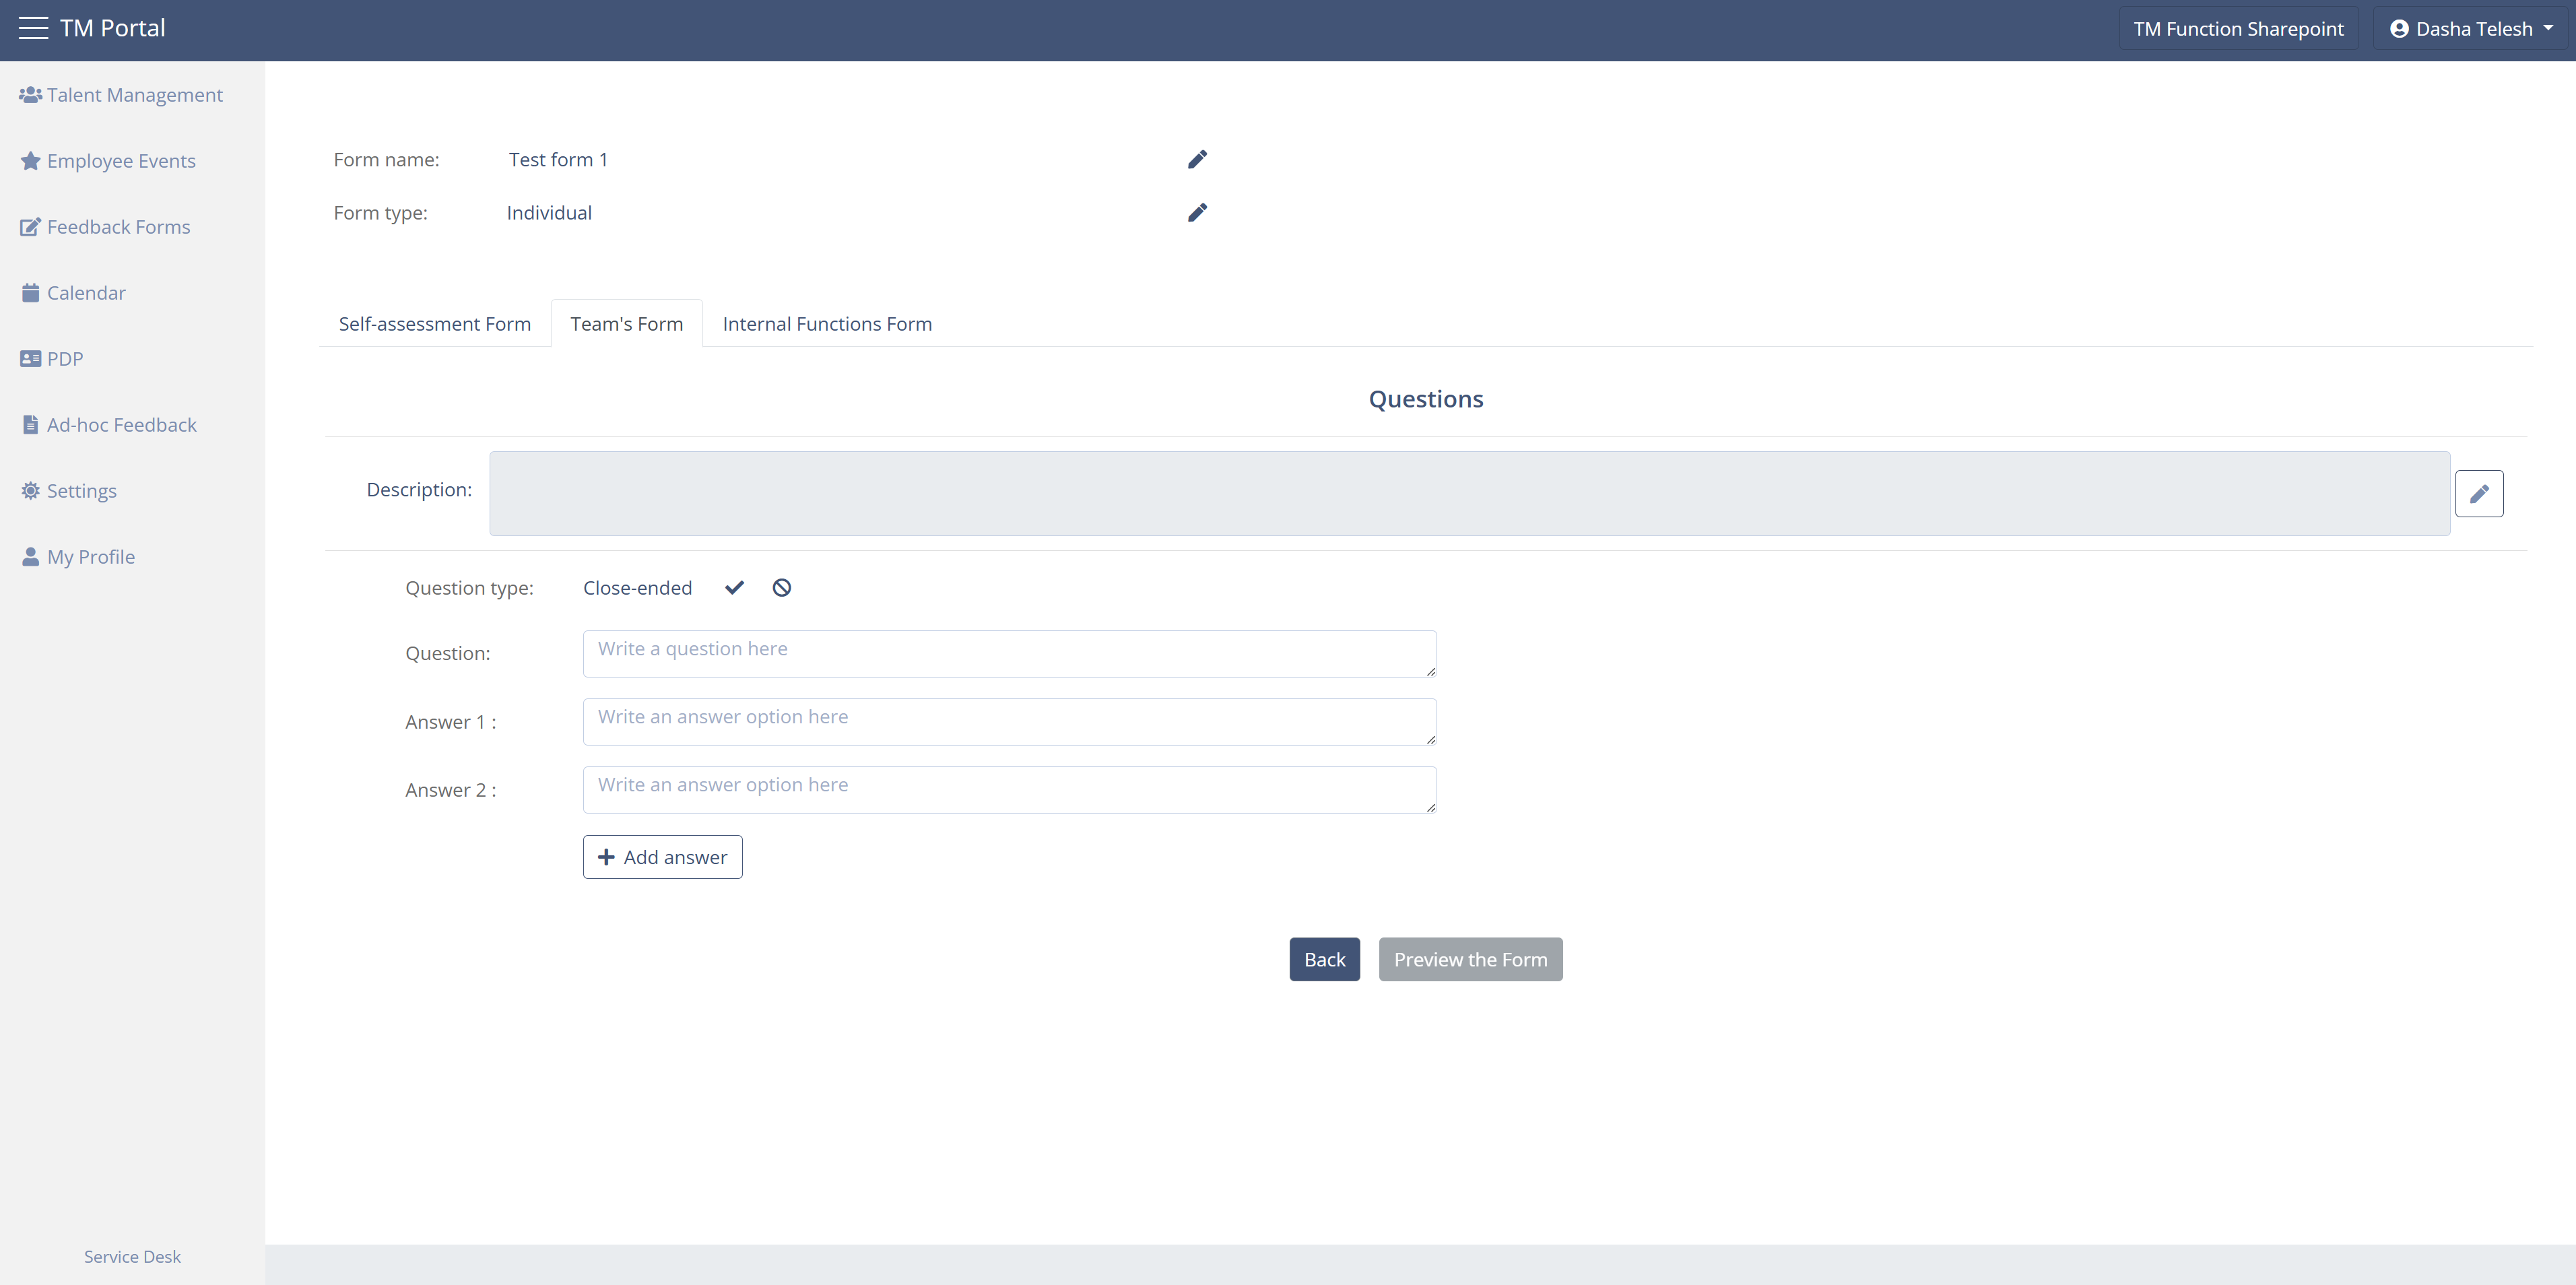 TM Portal
TM Function Sharepoint
Dasha Telesh
Talent Management
Employee Events
Feedback Forms
Calendar
PDP
Ad-hoc Feedback
Settings
My Profile
Service Desk
Form name: Test form 1
Form type: Individual
Self-assessment Form Team's Form Internal Functions Form
Questions
Description:
Question type: Close-ended
Question: Write a question here
Answer 1 : Write an answer option here
Answer 2 : Write an answer option here
Add answer
Back Preview the Form